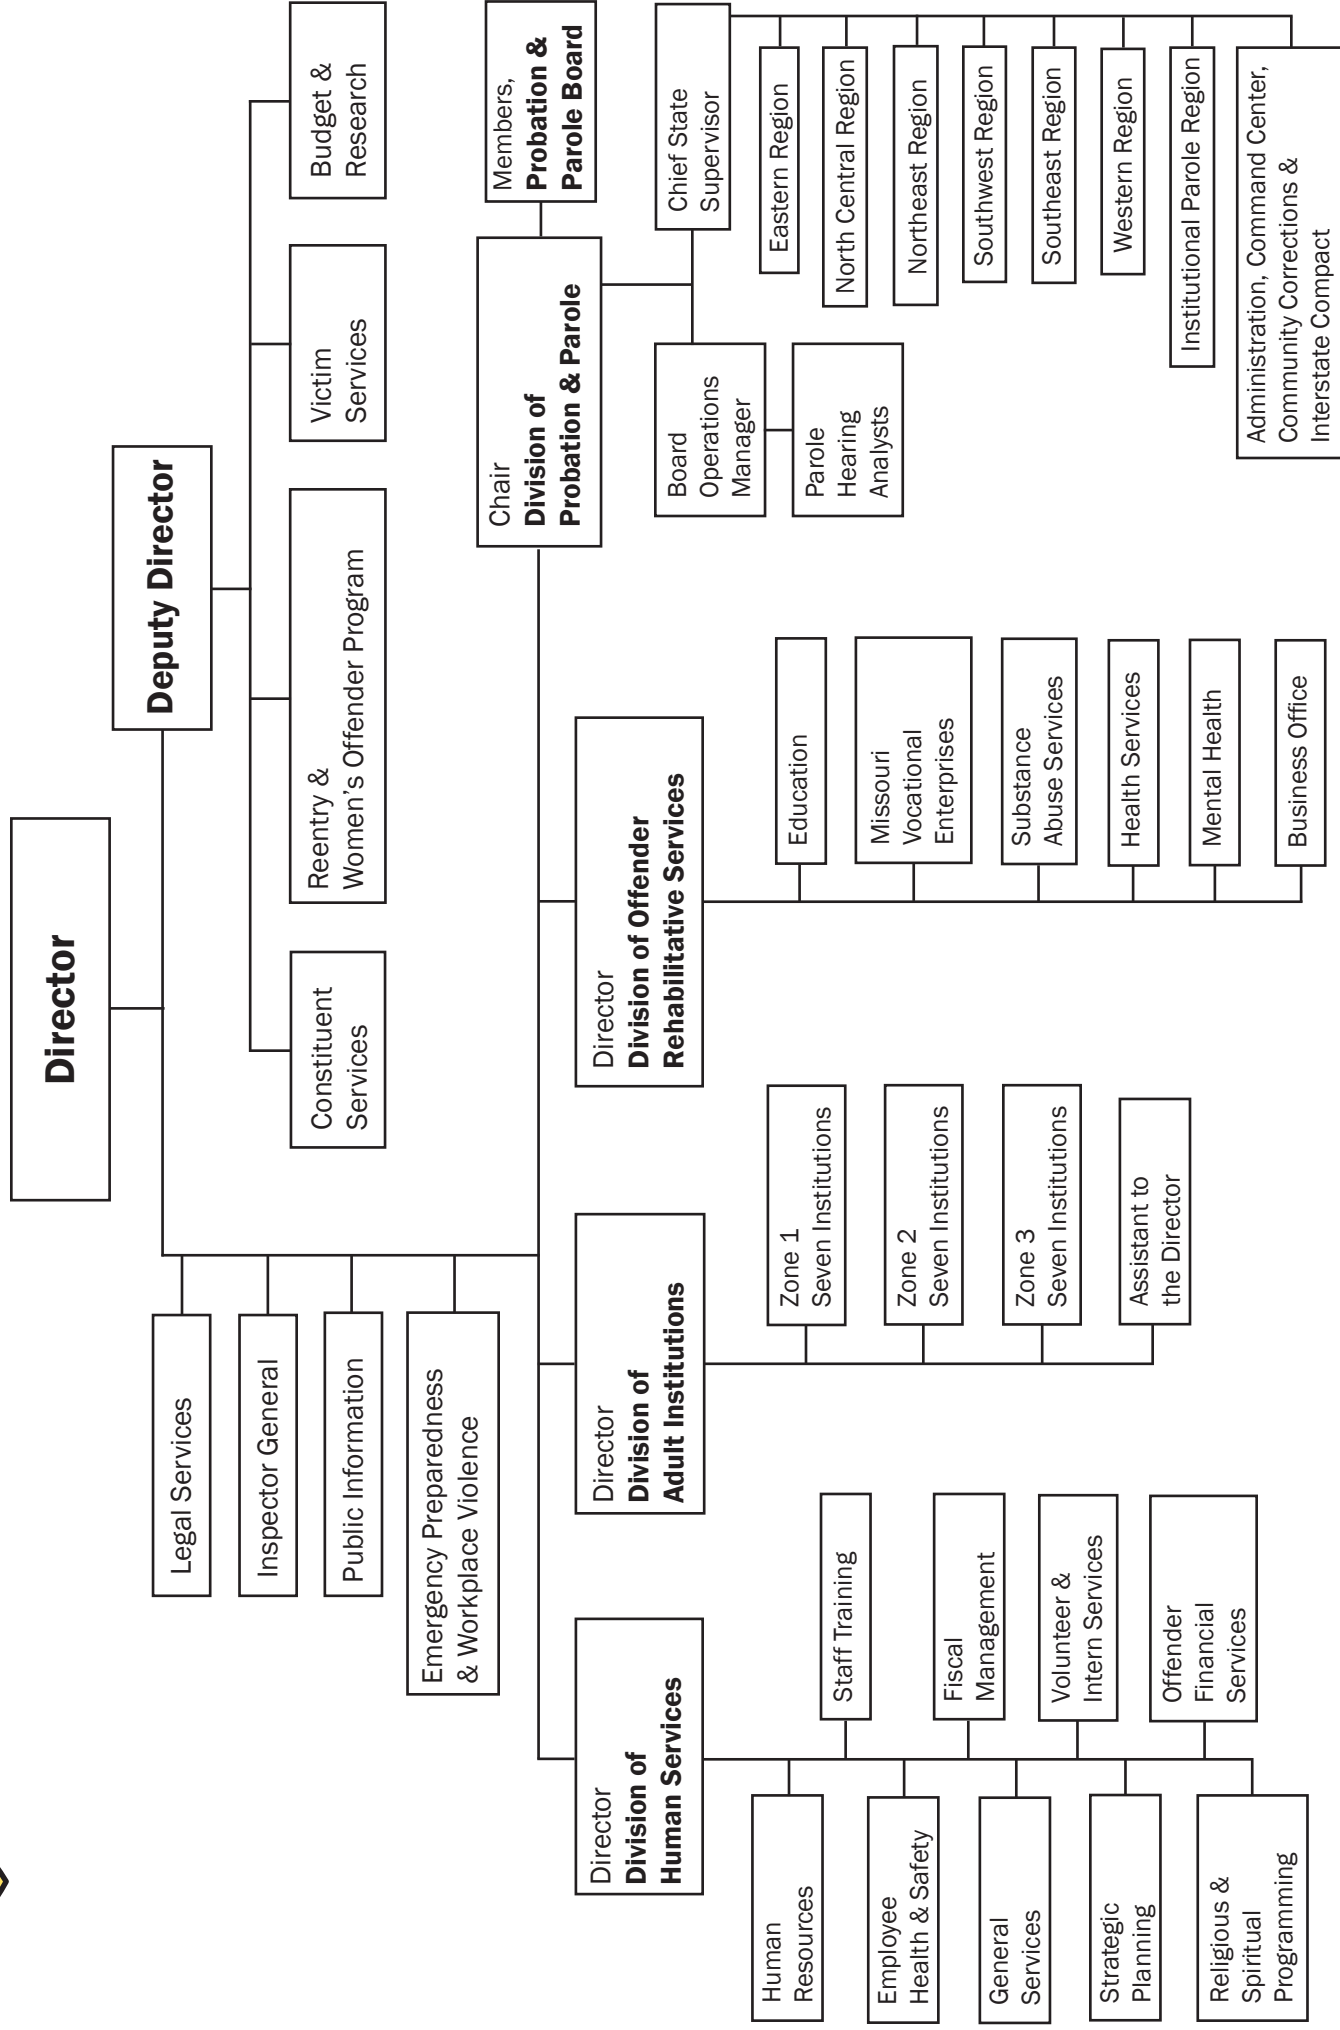 Director
Deputy Director
Constituent
Services
Reentry &
Women’s Offender Program
Victim
Services
Budget &
Research
Legal Services
Inspector General
Public Information
Emergency Preparedness
& Workplace Violence
Director
Division of
Human Services
Human
Resources
Employee
Health & Safety
General
Services
Strategic
Planning
Religious &
Spiritual
Programming
Staff Training
Fiscal
Management
Volunteer &
Intern Services
Offender
Financial
Services
Director
Division of
Adult Institutions
Zone 1
Seven Institutions
Zone 2
Seven Institutions
Zone 3
Seven Institutions
Assistant to
the Director
Director
Division of Offender
Rehabilitative Services
Education
Missouri
Vocational
Enterprises
Substance
Abuse Services
Health Services
Mental Health
Business Office
Chair
Division of
Probation & Parole
Members,
Probation &
Parole Board
Board
Operations
Manager
Parole
Hearing
Analysts
Chief State
Supervisor
Eastern Region
North Central Region
Northeast Region
Southwest Region
Southeast Region
Western Region
Institutional Parole Region
Administration, Command Center,
Community Corrections &
Interstate Compact